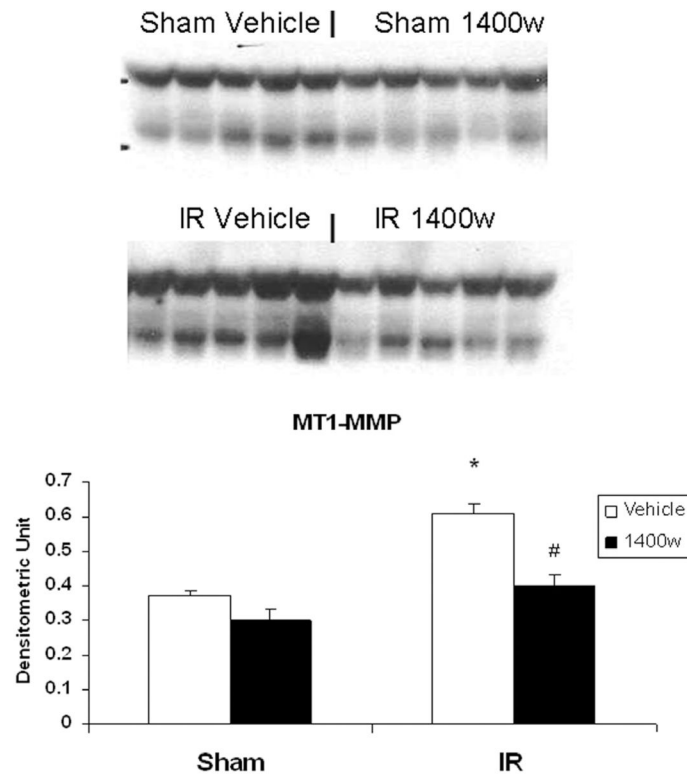 Sham Vehicle | Sham 1400w
IR Vehicle | IR 1400w
MT1-MMP
Densitometric Unit
0.7
0.6
0.5
0.4
0.3
0.2
0.1
0
*
#
Vehicle
1400w
Sham
IR